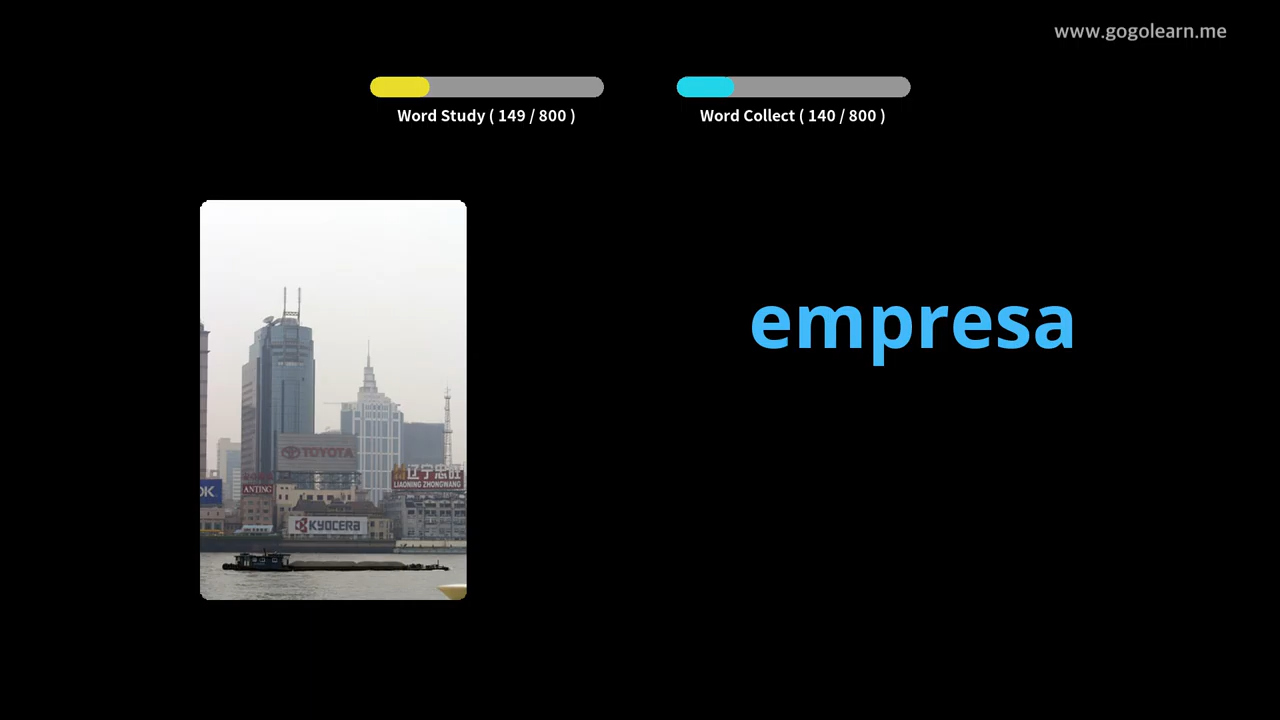 www.gogolearn.me
Word Study ( 149 / 800 )
Word Collect ( 140 / 800 )
empresa
TOYOTA
辽宁忠旺
LIAONING ZHONGWANG
ANTING
OK
KYOCERA